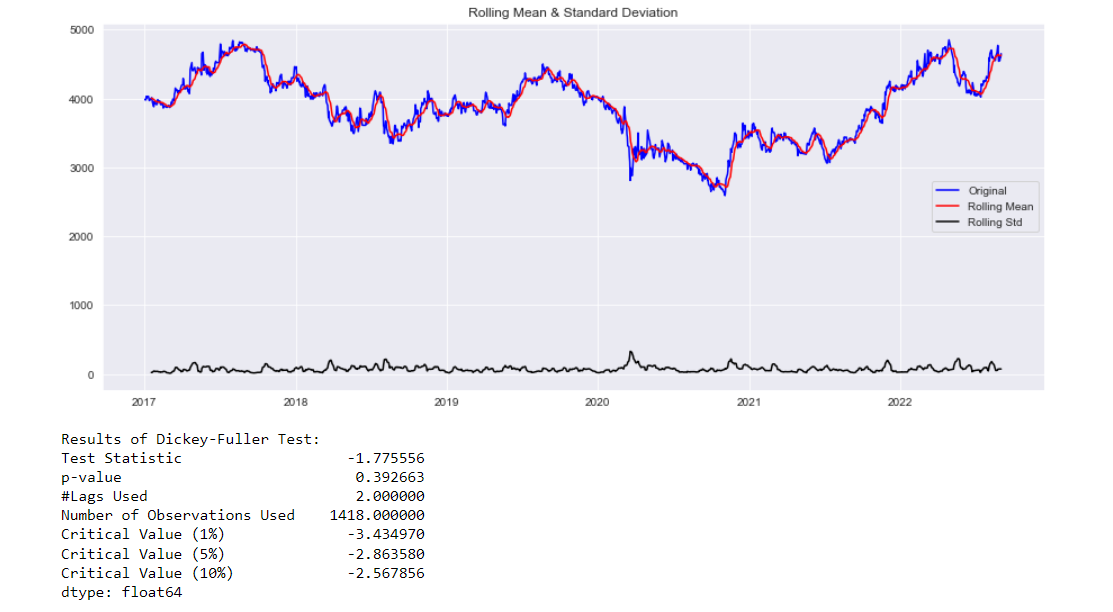 Rolling Mean & Standard Deviation
5000
4000
3000
2000
1000
0
Original
Rolling Mean
Rolling Std
2017 2018 2019 2020 2021 2022
Results of Dickey-Fuller Test:
Test Statistic -1.775556
p-value 0.392663
#Lags Used 2.000000
Number of Observations Used 1418.000000
Critical Value (1%) -3.434970
Critical Value (5%) -2.863580
Critical Value (10%) -2.567856
dtype: float64